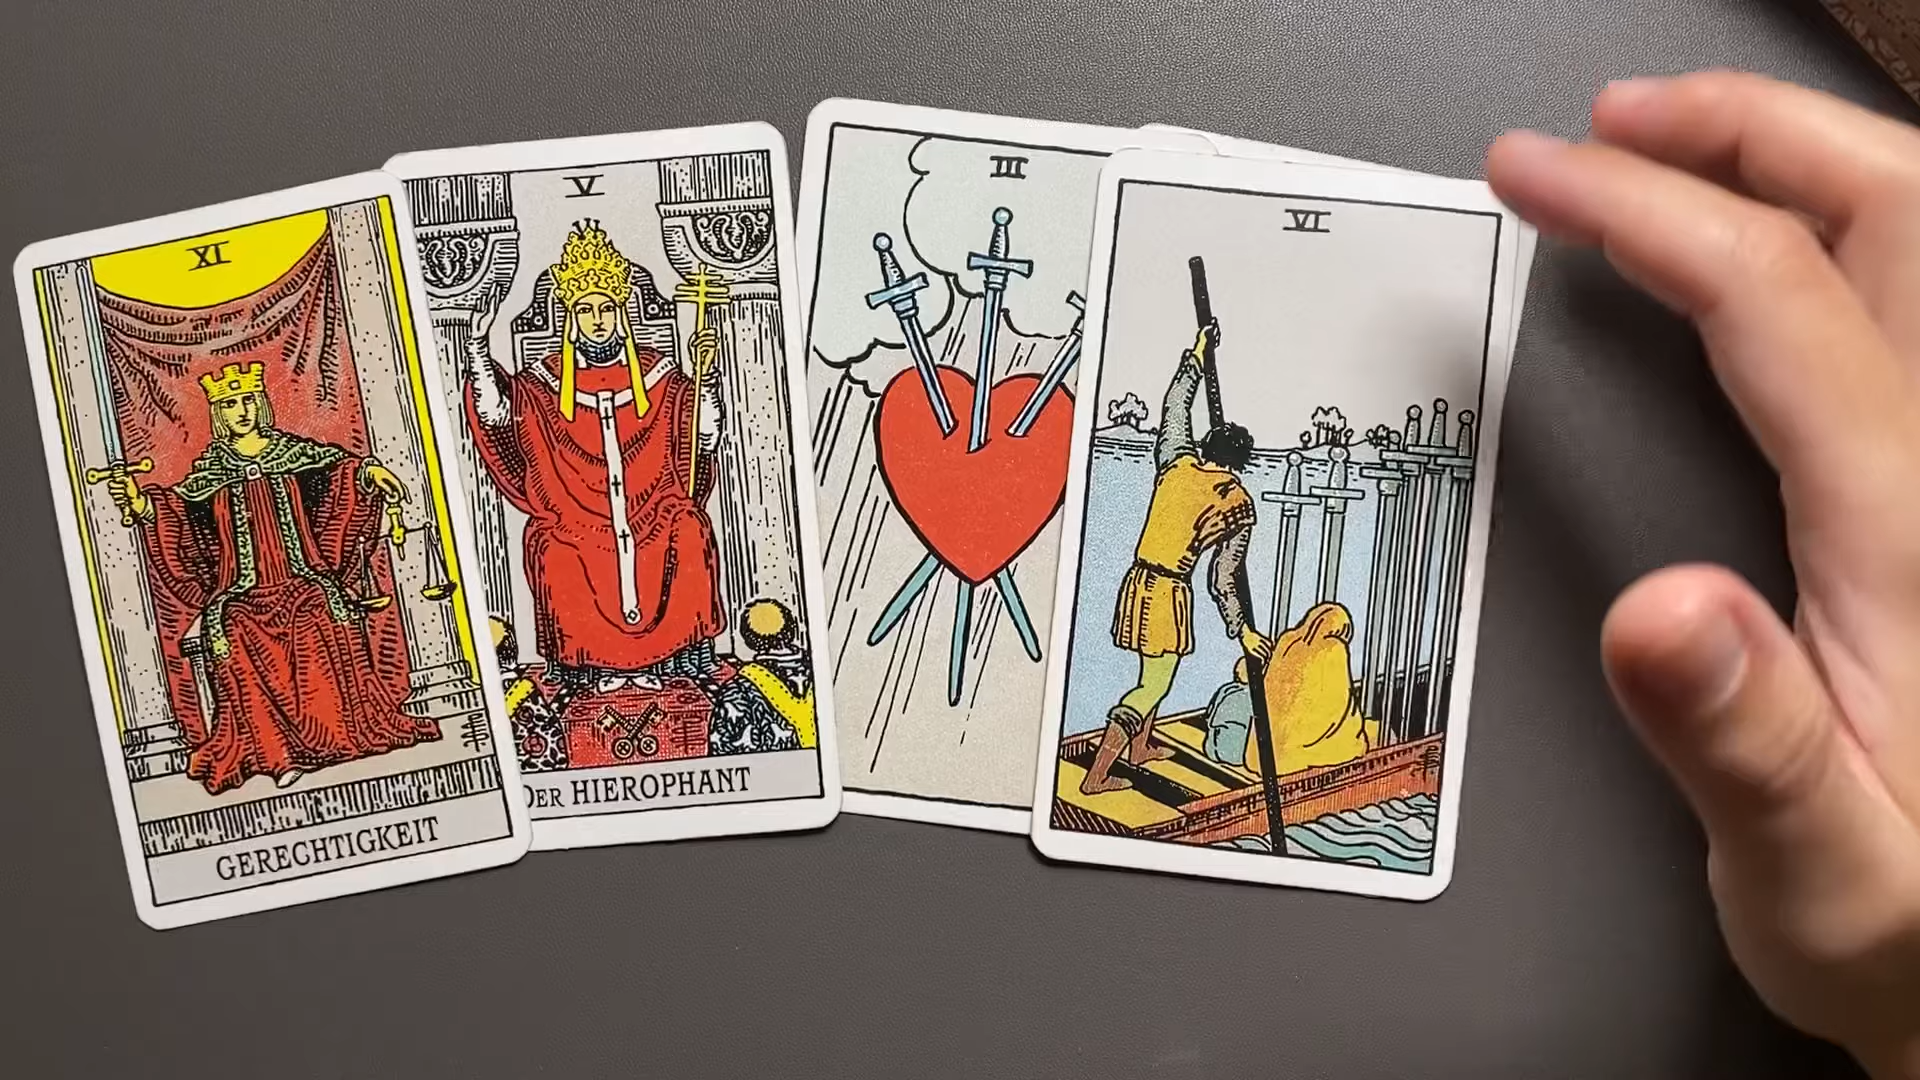 XI
GERECHTIGKEIT
V
DER HIEROPHANT
III
VI